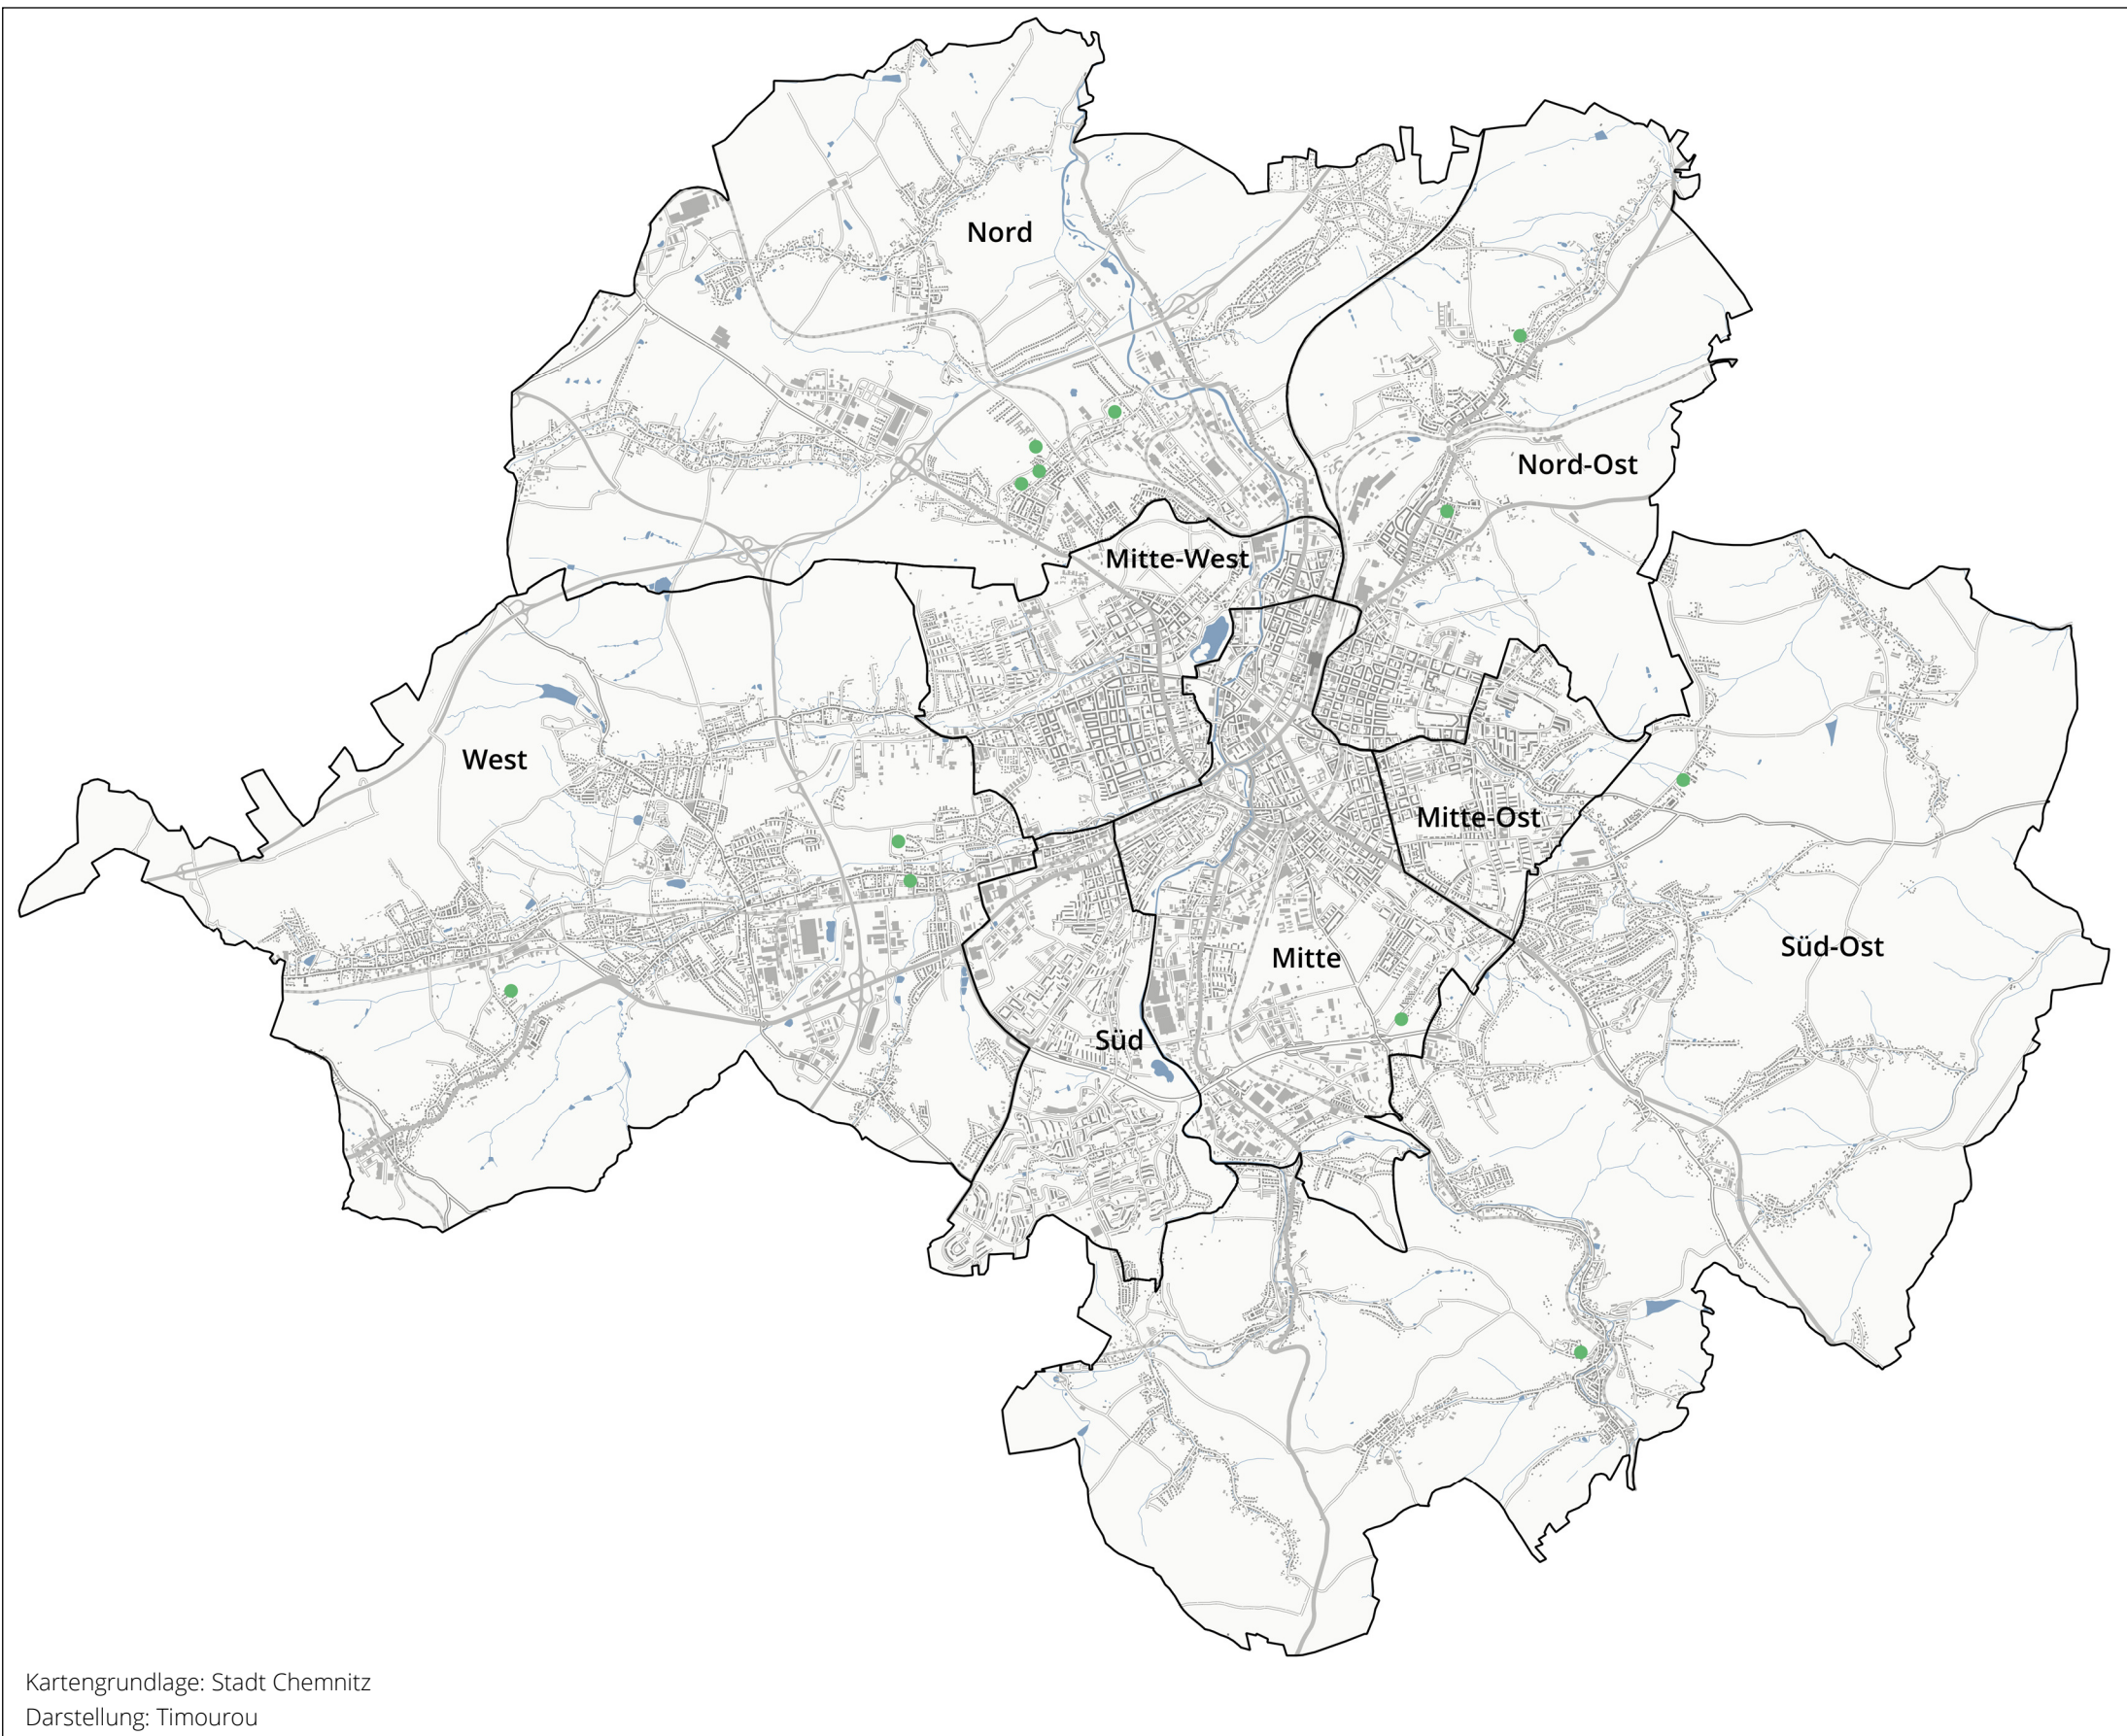 Nord
Nord-Ost
Mitte-West
West
Mitte-Ost
Süd-Ost
Mitte
Süd
Kartengrundlage: Stadt Chemnitz
Darstellung: Timourou